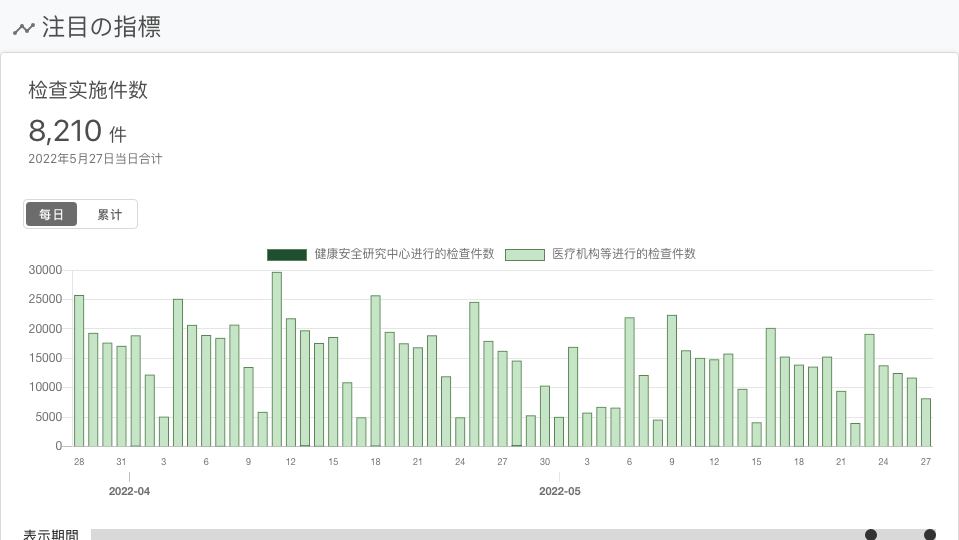 注目の指標
检查实施件数
8,210 件
2022年5月27日当日合计
每日 累计
健康安全研究中心进行的检查件数 医疗机构等进行的检查件数
30000
25000
20000
15000
10000
5000
0
28 31 3 6 9 12 15 18 21 24 27 30 3 6 9 12 15 18 21 24 27
2022-04 2022-05
表示期間